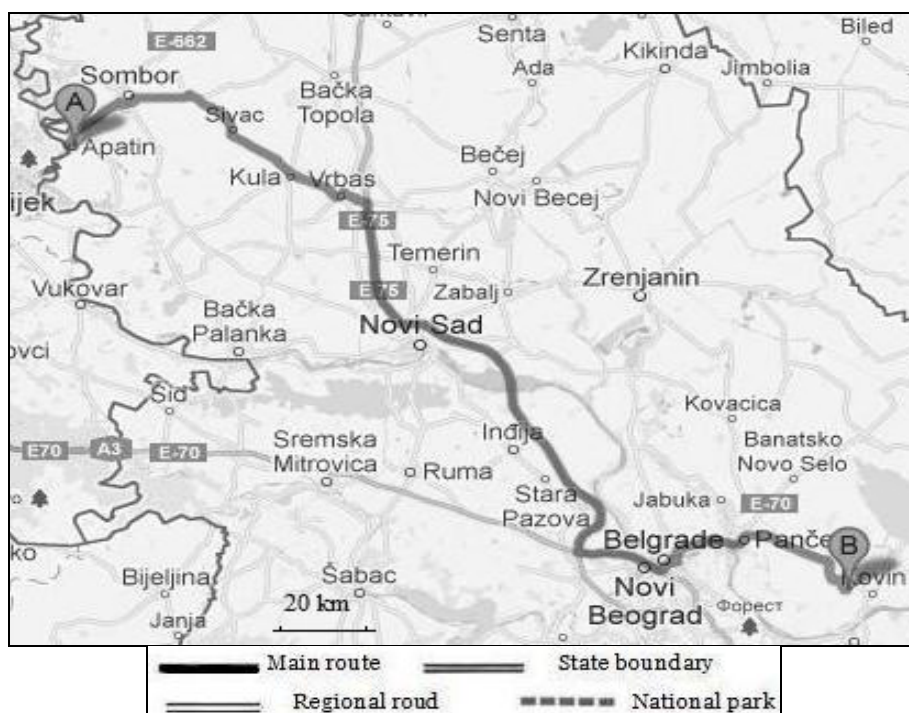 E-662
Senta
Biled
Sombor
Kikinda
Ada
Jimbolia
Bačka
Topola
A
Sivac
Apatin
Bečej
Kula
Vrbas
Novi Becej
ijek
E-75
Temerin
Zrenjanin
E-75
Zabalj
Vukovar
Bačka
Palanka
Novi Sad
ovci
Šid
Kovacica
E70
A3
E-70
Sremska
Mitrovica
Inđija
Banatsko
Novo Selo
Ruma
Stara
Pazova
Jabuka
E-70
Belgrade
Panče
B
ko
Bijeljina
Šabac
Novi
Beograd
ovin
20 km
Форест
Janja
Main route
State boundary
Regional roud
National park